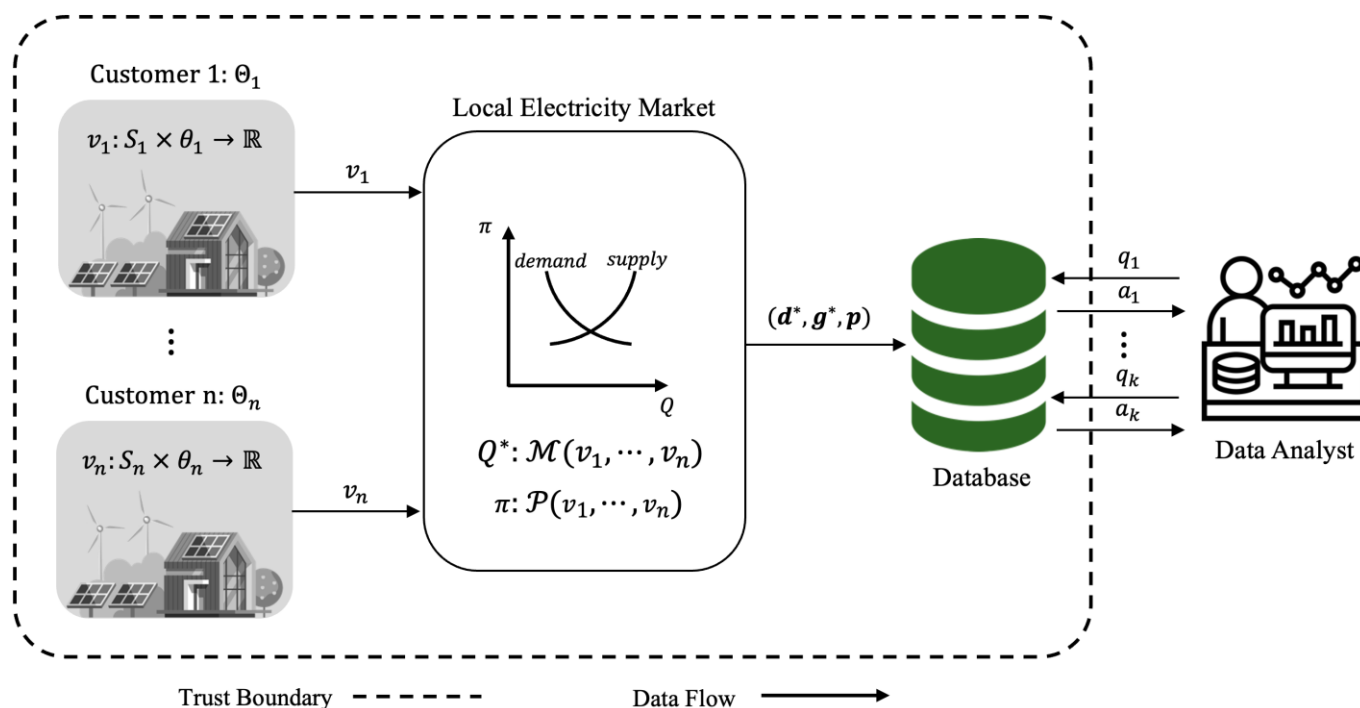 Customer 1: Θ₁
v₁: S₁ × θ₁ → ℝ
v₁
⋮
Customer n: Θₙ
vₙ: Sₙ × θₙ → ℝ
vₙ
Local Electricity Market
π
demand
supply
Q
Q*: ℳ(v₁, ⋯, vₙ)
π: 𝒫(v₁, ⋯, vₙ)
(d*, g*, p)
Database
q₁
a₁
⋮
qₖ
aₖ
Data Analyst
Trust Boundary
Data Flow